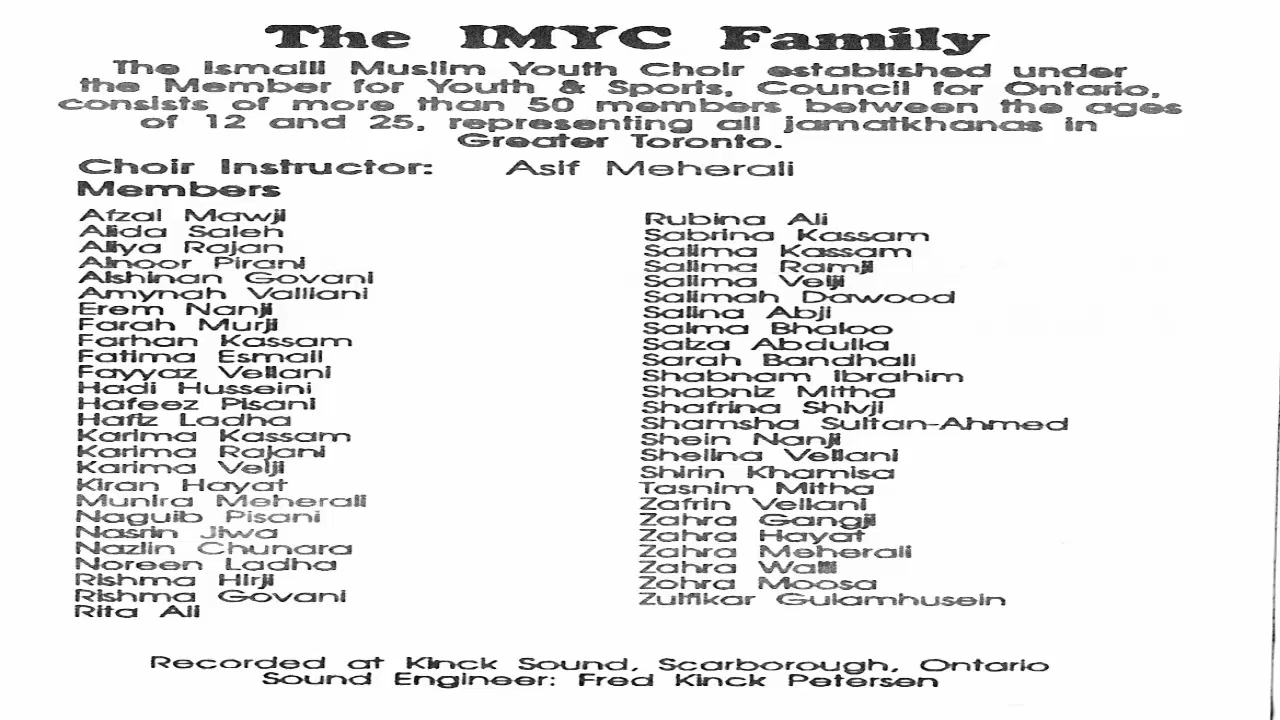 The IMYC Family
The Ismaili Muslim Youth Choir established under
the Member for Youth & Sports, Council for Ontario,
consists of more than 50 members between the ages
of 12 and 25, representing all jamatkhanas in
Greater Toronto.
Choir Instructor: Asif Meherali
Members
Afzal Mawji
Alida Saleh
Aliya Rajan
Alnoor Pirani
Alshinan Govani
Amynah Valliani
Erem Nanji
Farah Murji
Farhan Kassam
Fatima Esmail
Fayyaz Vellani
Hadi Husseini
Hafeez Pisani
Hafiz Ladha
Karima Kassam
Karima Rajani
Karima Velji
Kiran Hayat
Munira Meherali
Naguib Pisani
Nasrin Jiwa
Nazlin Chunara
Noreen Ladha
Rishma Hirji
Rishma Govani
Rita Ali
Rubina Ali
Sabrina Kassam
Salima Kassam
Salima Ramji
Salima Velji
Salimah Dawood
Salina Abji
Salma Bhaloo
Salza Abdulla
Sarah Bandhali
Shabnam Ibrahim
Shabniz Mitha
Shafrina Shivji
Shamsha Sultan-Ahmed
Shein Nanji
Shelina Vellani
Shirin Khamisa
Tasnim Mitha
Zafrin Vellani
Zahra Gangji
Zahra Hayat
Zahra Meherali
Zahra Walli
Zohra Moosa
Zulfikar Gulamhusein
Recorded at Kinck Sound, Scarborough, Ontario
Sound Engineer: Fred Kinck Petersen